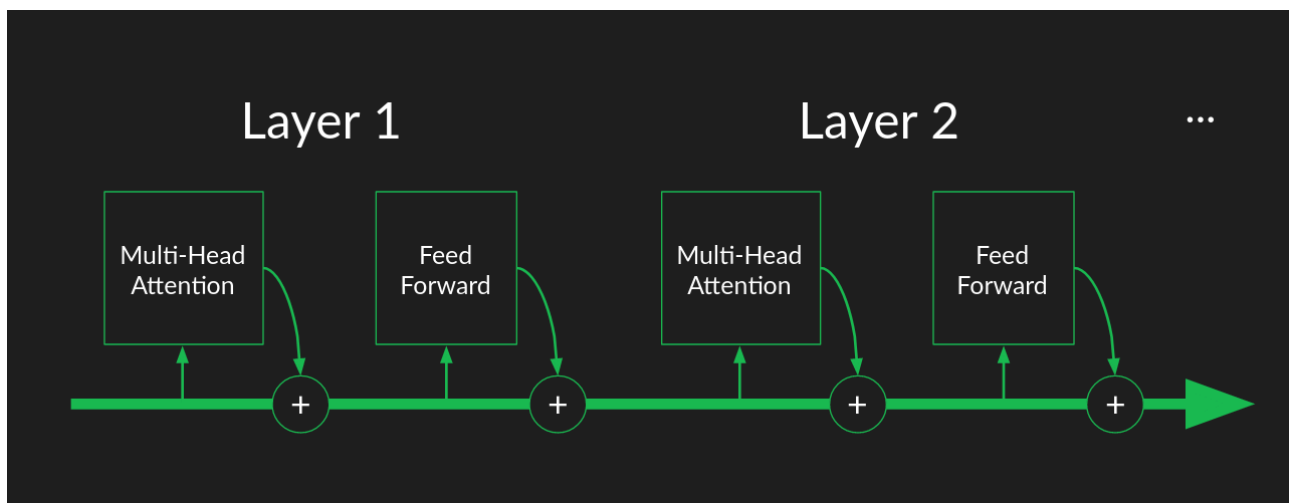 Layer 1
Layer 2
...
Multi-Head
Attention
Feed
Forward
Multi-Head
Attention
Feed
Forward
+
+
+
+